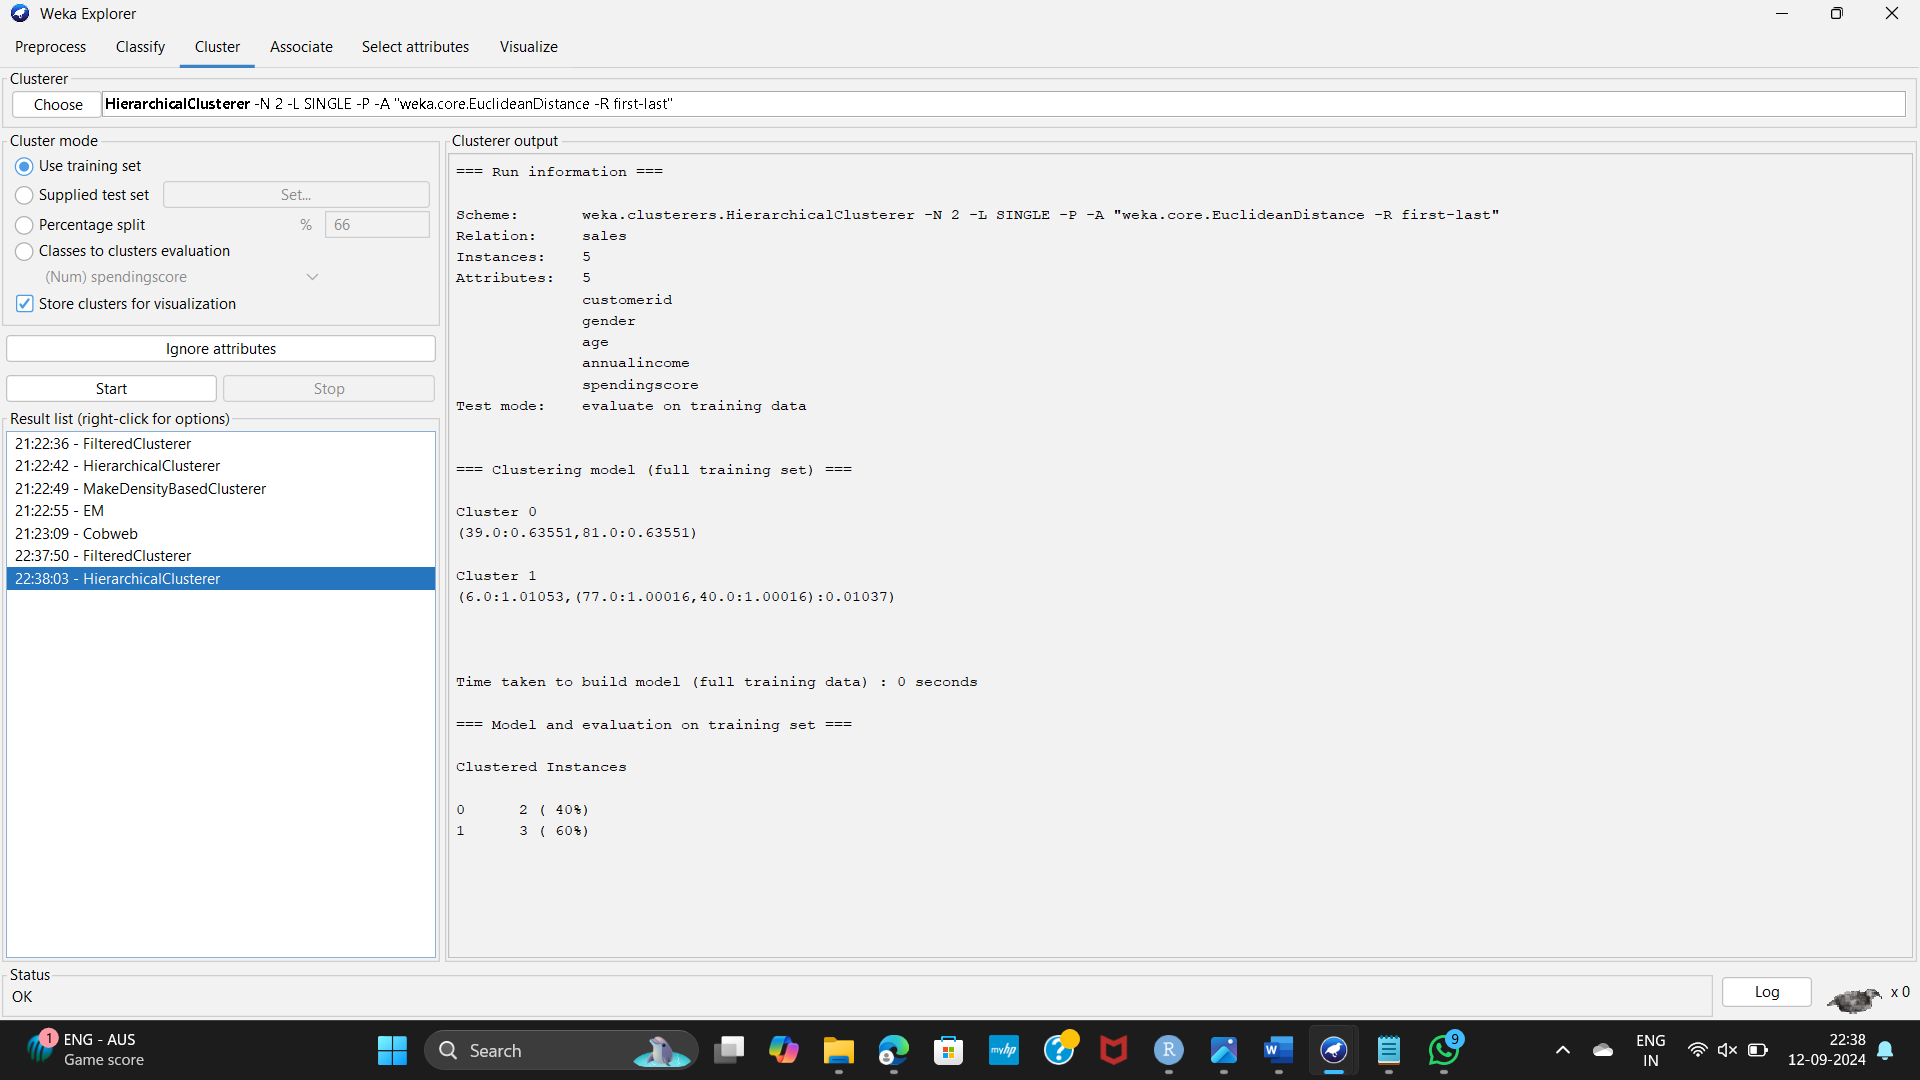 Weka Explorer
Preprocess Classify Cluster Associate Select attributes Visualize
Clusterer
Choose HierarchicalClusterer -N 2 -L SINGLE -P -A "weka.core.EuclideanDistance -R first-last"
Cluster mode
Use training set
Supplied test set Set...
Percentage split % 66
Classes to clusters evaluation
(Num) spendingscore
Store clusters for visualization
Ignore attributes
Start Stop
Result list (right-click for options)
21:22:36 - FilteredClusterer
21:22:42 - HierarchicalClusterer
21:22:49 - MakeDensityBasedClusterer
21:22:55 - EM
21:23:09 - Cobweb
22:37:50 - FilteredClusterer
22:38:03 - HierarchicalClusterer
Clusterer output
=== Run information ===
Scheme: weka.clusterers.HierarchicalClusterer -N 2 -L SINGLE -P -A "weka.core.EuclideanDistance -R first-last"
Relation: sales
Instances: 5
Attributes: 5
customerid
gender
age
annualincome
spendingscore
Test mode: evaluate on training data
=== Clustering model (full training set) ===
Cluster 0
(39.0:0.63551,81.0:0.63551)
Cluster 1
(6.0:1.01053,(77.0:1.00016,40.0:1.00016):0.01037)
Time taken to build model (full training data) : 0 seconds
=== Model and evaluation on training set ===
Clustered Instances
0 2 ( 40%)
1 3 ( 60%)
Status
OK
Log
x 0
1
ENG - AUS
Game score
Search
myhp
?
R
W
9
ENG
IN
22:38
12-09-2024